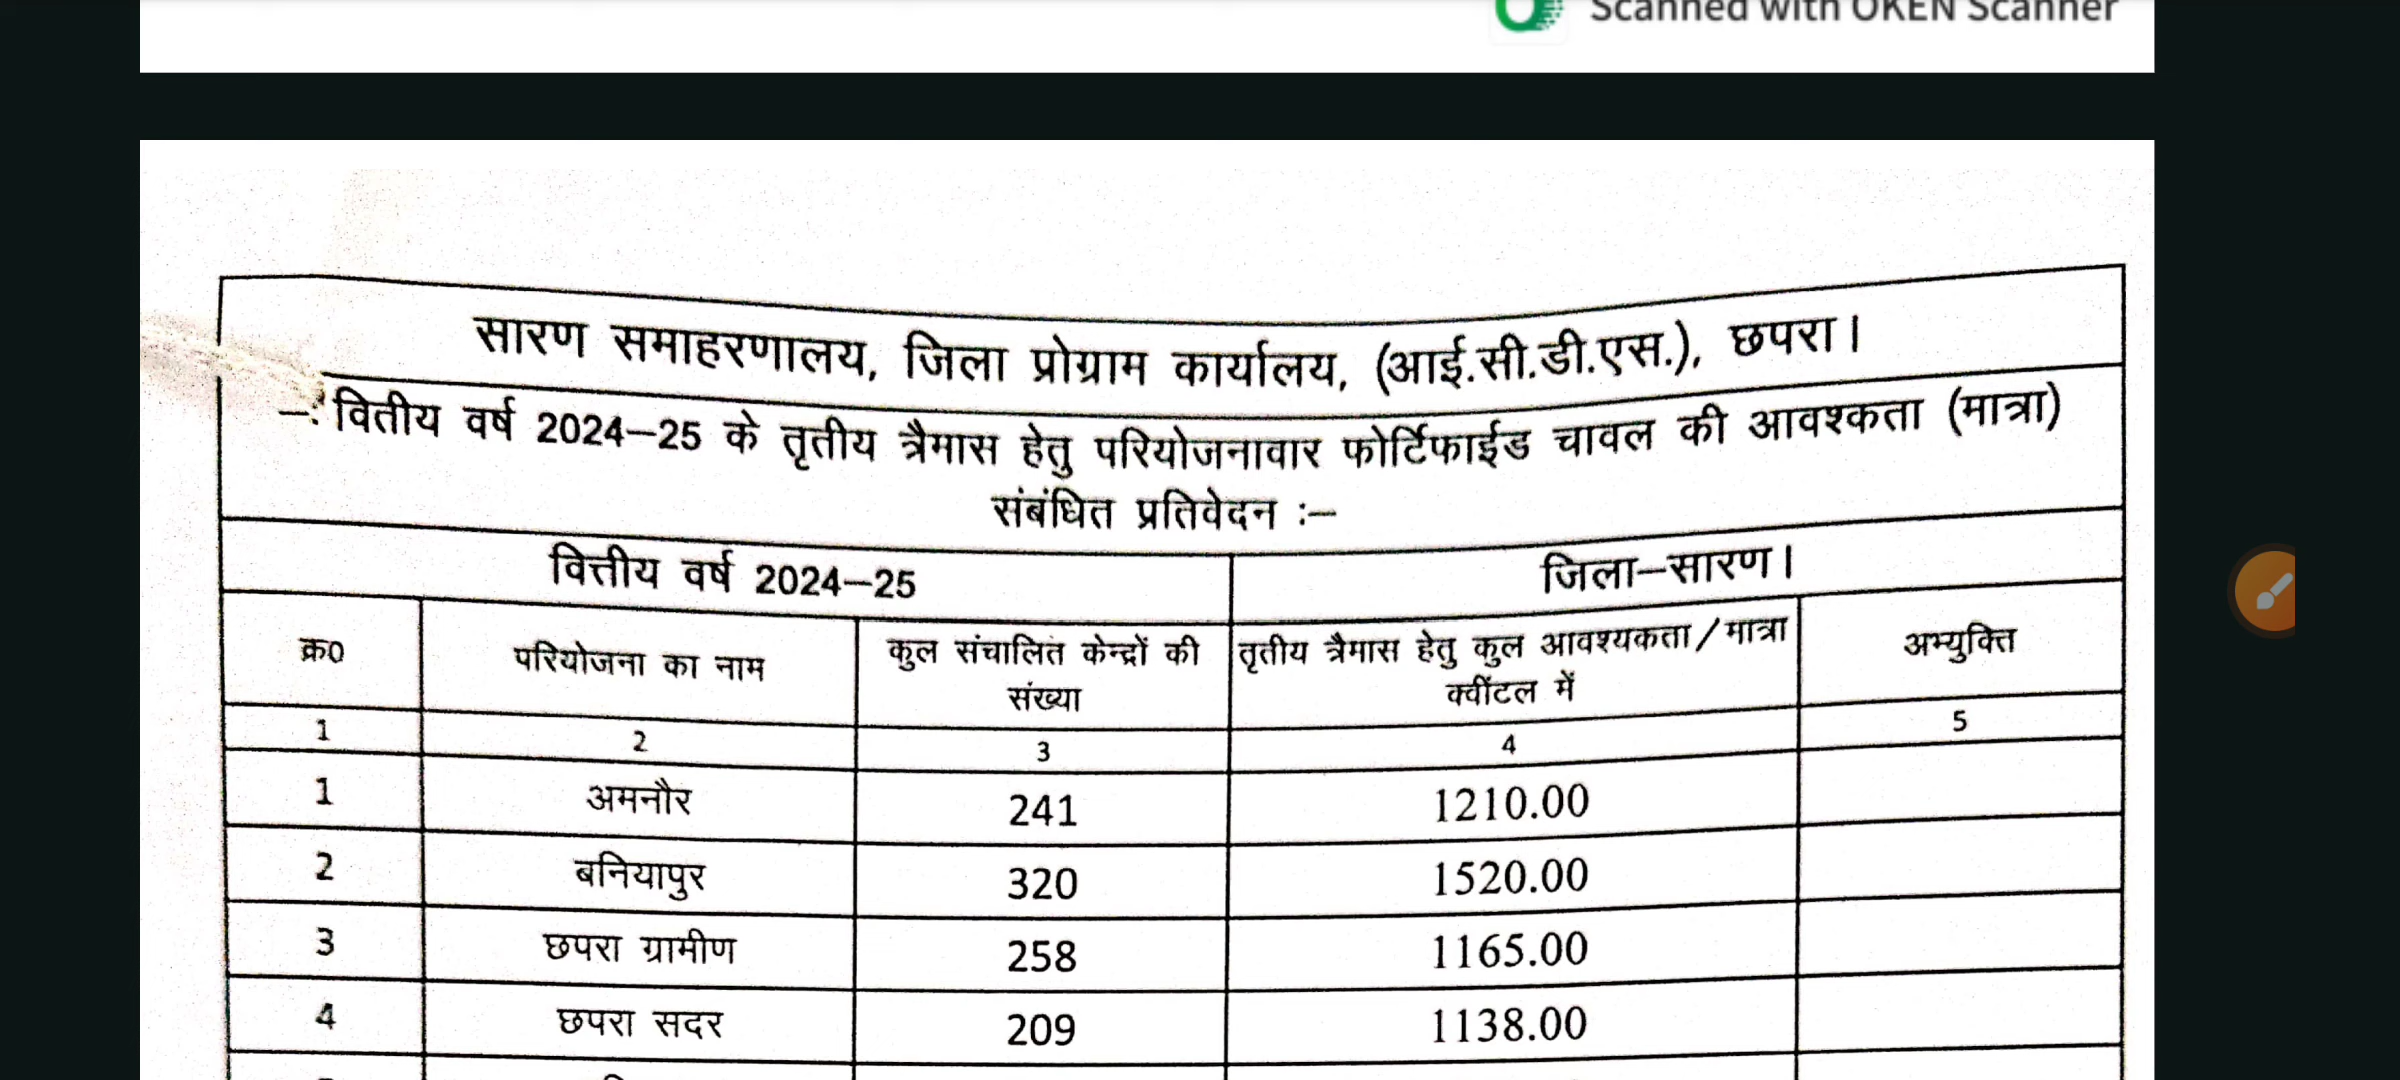 Scanned with OKEN Scanner
सारण समाहरणालय, जिला प्रोग्राम कार्यालय, (आई.सी.डी.एस.), छपरा।
वितीय वर्ष 2024–25 के तृतीय त्रैमास हेतु परियोजनावार फोर्टिफाईड चावल की आवश्कता (मात्रा)
संबंधित प्रतिवेदन :–
वित्तीय वर्ष 2024–25 जिला–सारण।
क्र0 परियोजना का नाम कुल संचालित केन्द्रों की संख्या तृतीय त्रैमास हेतु कुल आवश्यकता/मात्रा क्वींटल में अभ्युक्ति
1 2 3 4 5
1 अमनौर 241 1210.00
2 बनियापुर 320 1520.00
3 छपरा ग्रामीण 258 1165.00
4 छपरा सदर 209 1138.00